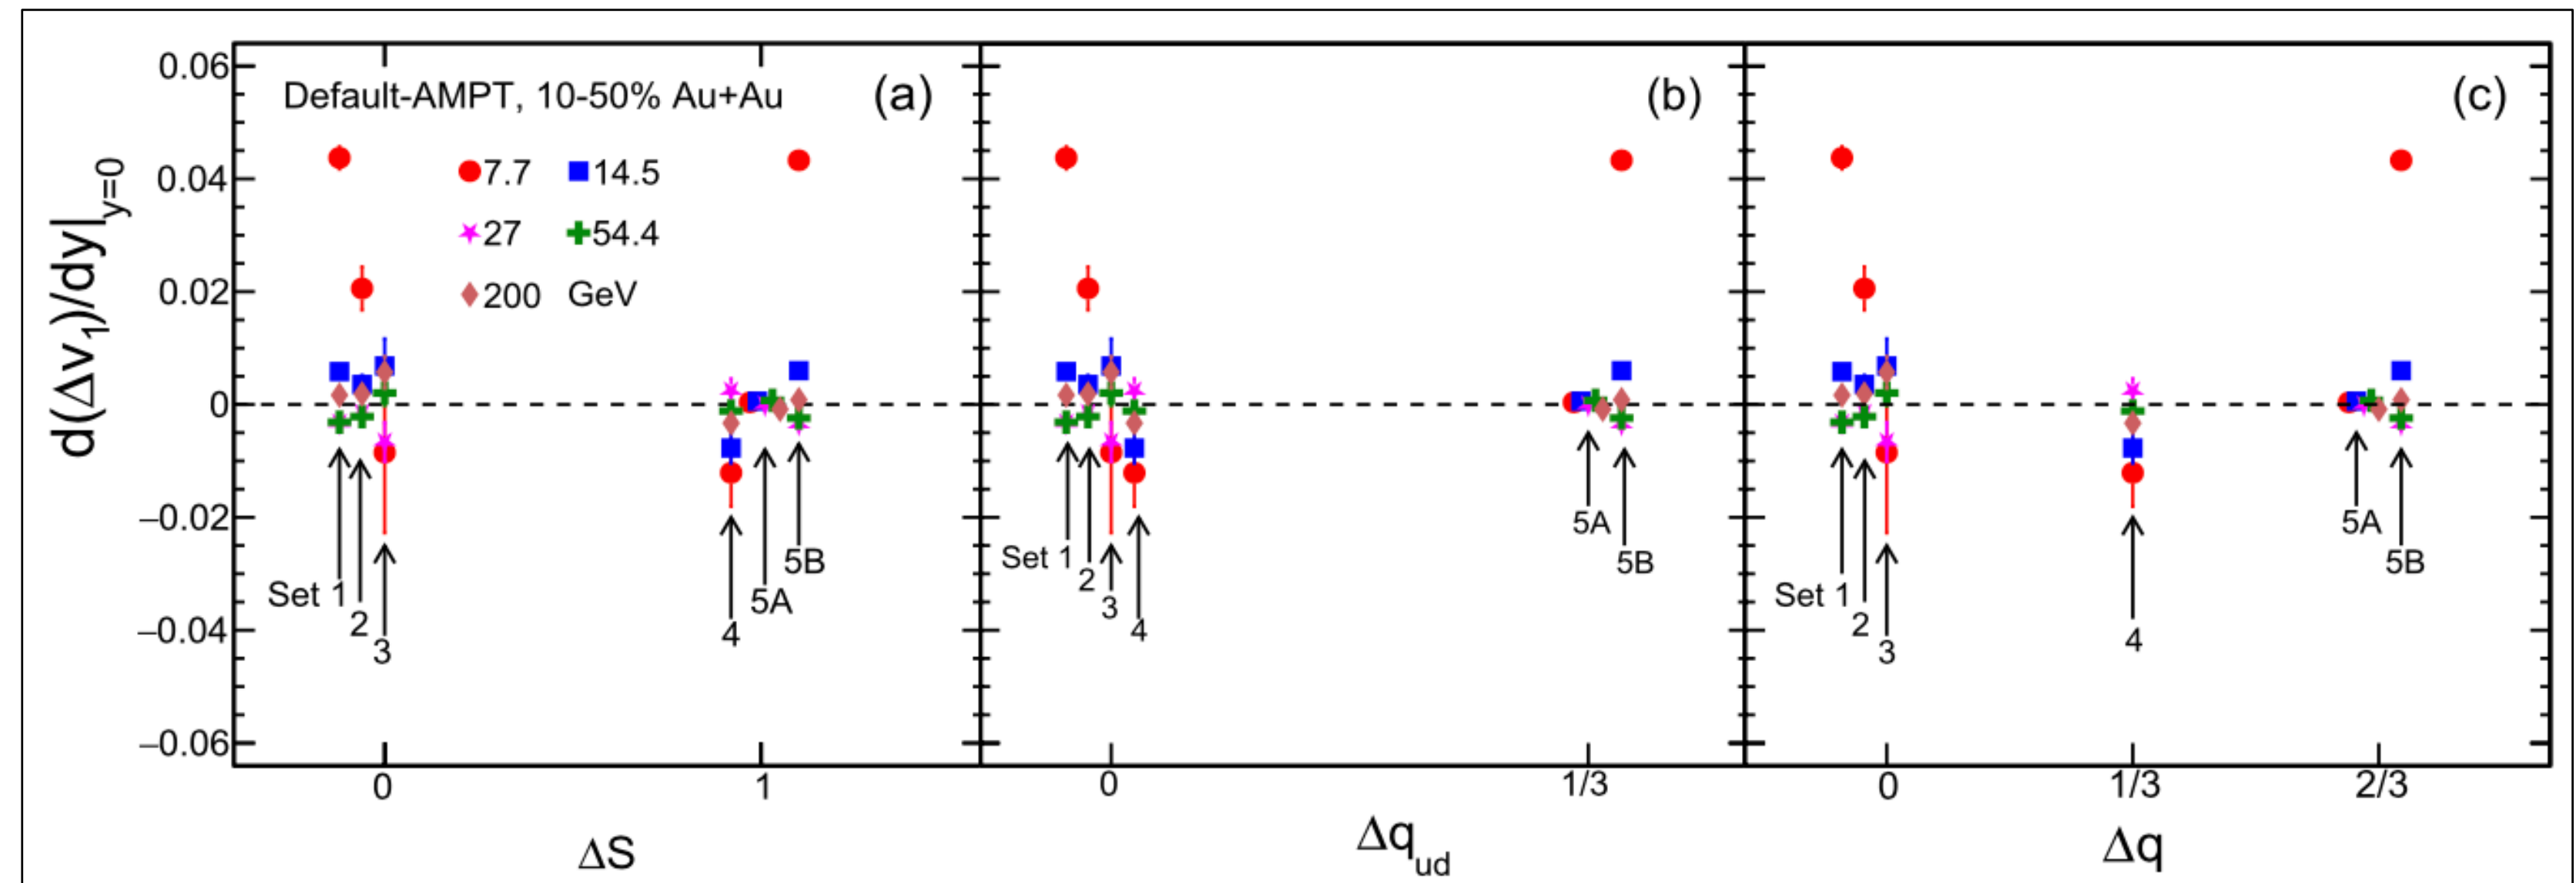 Default-AMPT, 10-50% Au+Au
(a)
(b)
(c)
7.7 14.5
27 54.4
200 GeV
d(Δv₁)/dy|y=0
0.06
0.04
0.02
0
−0.02
−0.04
−0.06
Set 1
2
3
4
5A
5B
0 1
ΔS
Set 1
2
3
4
5A
5B
0 1/3
Δq_ud
Set 1
2
3
4
5A
5B
0 1/3 2/3
Δq